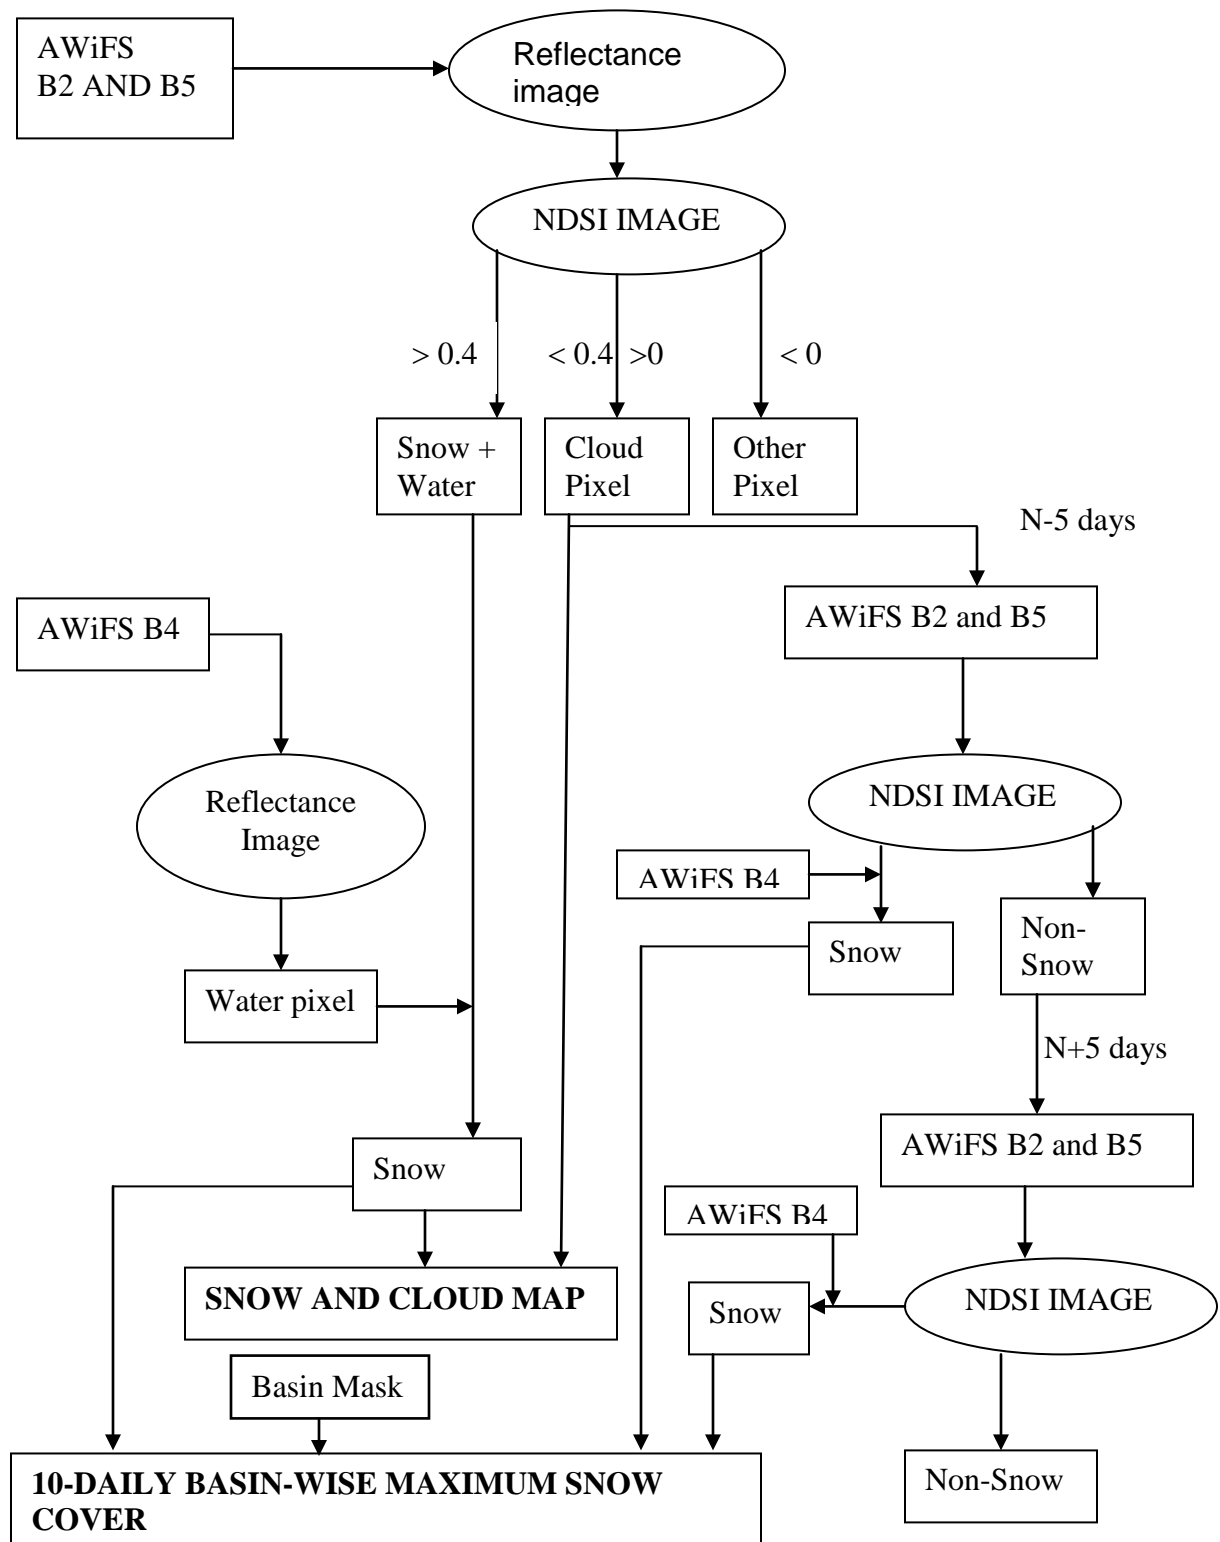 AWiFS
B2 AND B5
Reflectance
image
NDSI IMAGE
> 0.4
< 0.4 >0
< 0
Snow +
Water
Cloud
Pixel
Other
Pixel
N-5 days
AWiFS B4
AWiFS B2 and B5
Reflectance
Image
NDSI IMAGE
AWiFS B4
Snow
Non-
Snow
Water pixel
N+5 days
AWiFS B2 and B5
Snow
AWiFS B4
SNOW AND CLOUD MAP
Snow
NDSI IMAGE
Basin Mask
10-DAILY BASIN-WISE MAXIMUM SNOW
COVER
Non-Snow